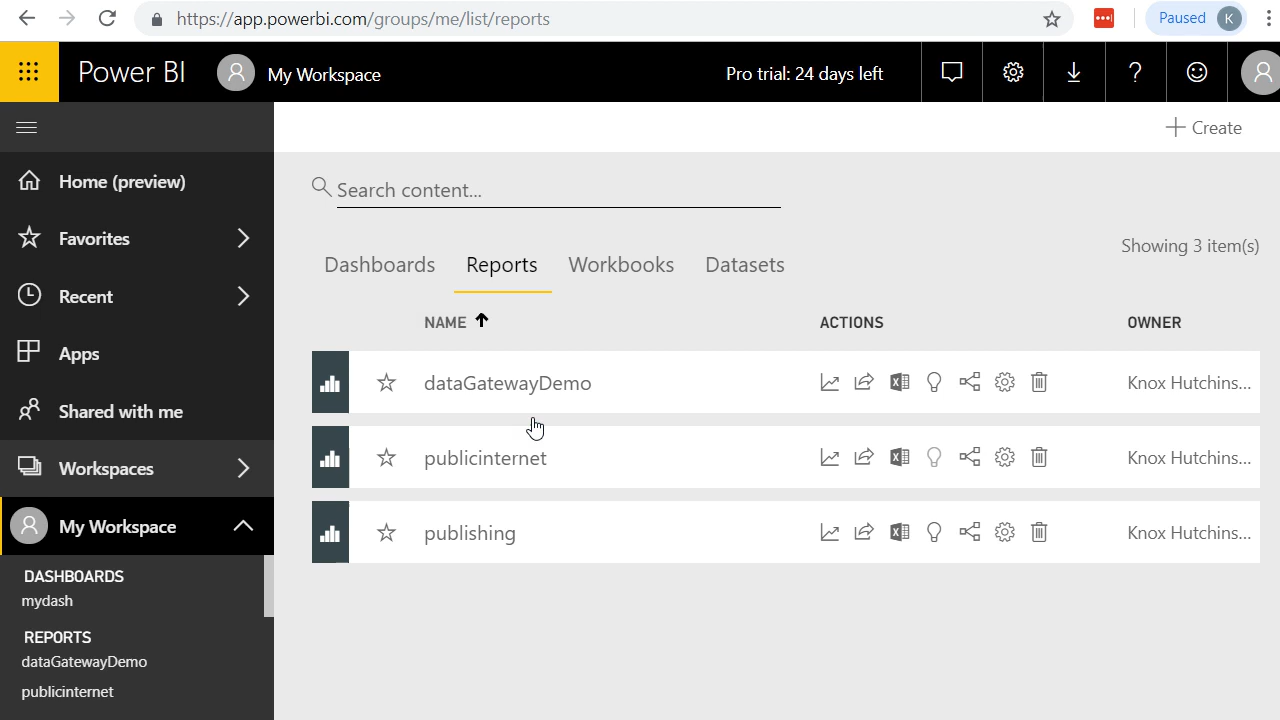 https://app.powerbi.com/groups/me/list/reports
Paused K
Power BI
My Workspace
Pro trial: 24 days left
?
Create
Home (preview)
Search content...
Favorites
Showing 3 item(s)
Dashboards Reports Workbooks Datasets
Recent
NAME ACTIONS OWNER
Apps
dataGatewayDemo Knox Hutchins...
Shared with me
publicinternet Knox Hutchins...
Workspaces
publishing Knox Hutchins...
My Workspace
DASHBOARDS
mydash
REPORTS
dataGatewayDemo
publicinternet